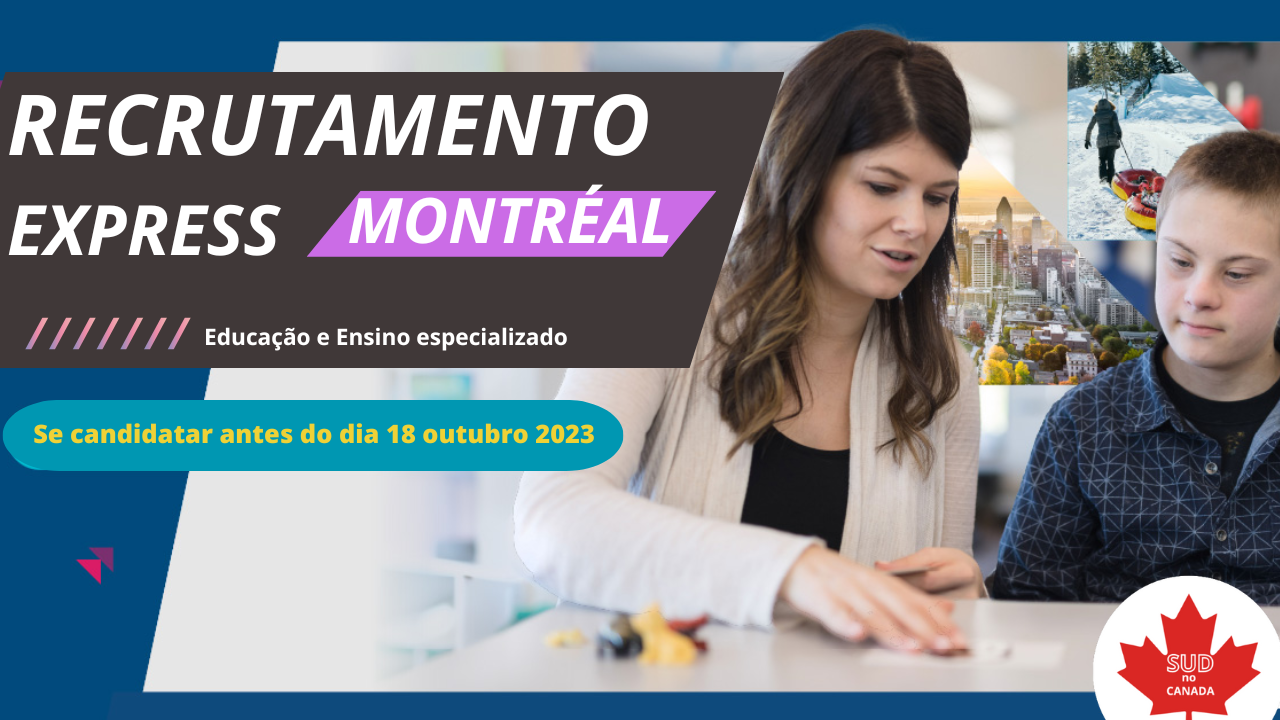 RECRUTAMENTO
EXPRESS MONTRÉAL
Educação e Ensino especializado
Se candidatar antes do dia 18 outubro 2023
SUD
no
CANADA